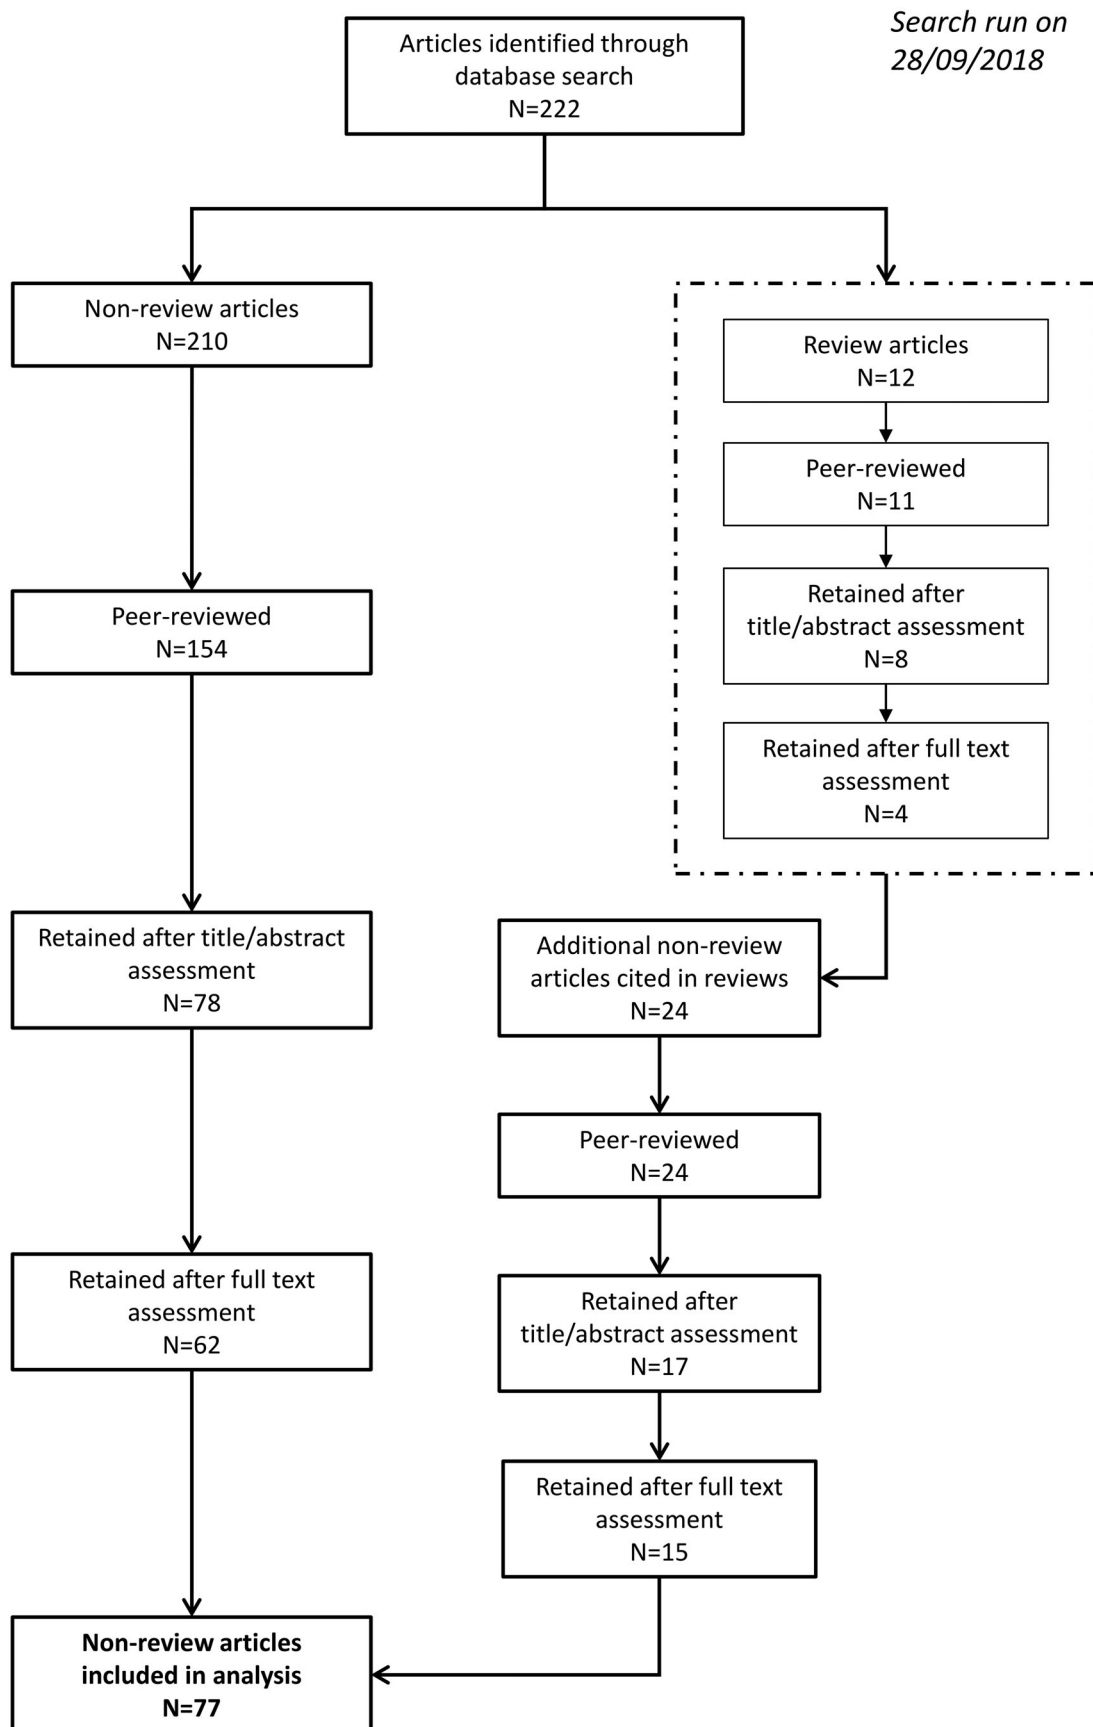 Search run on
28/09/2018
Articles identified through
database search
N=222
Non-review articles
N=210
Peer-reviewed
N=154
Retained after title/abstract
assessment
N=78
Retained after full text
assessment
N=62
Review articles
N=12
Peer-reviewed
N=11
Retained after
title/abstract assessment
N=8
Retained after full text
assessment
N=4
Additional non-review
articles cited in reviews
N=24
Peer-reviewed
N=24
Retained after
title/abstract assessment
N=17
Retained after full text
assessment
N=15
Non-review articles
included in analysis
N=77